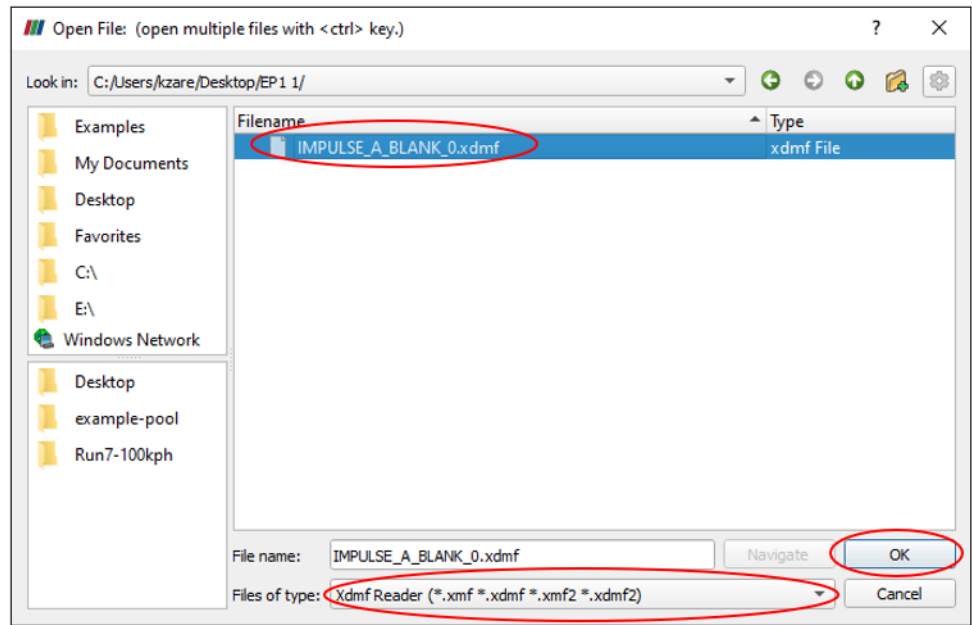 Open File: (open multiple files with <ctrl> key.)
?
Look in: C:/Users/kzare/Desktop/EP1 1/
Examples
My Documents
Desktop
Favorites
C:\
E:\
Windows Network
Desktop
example-pool
Run7-100kph
Filename Type
IMPULSE_A_BLANK_0.xdmf xdmf File
File name: IMPULSE_A_BLANK_0.xdmf Navigate OK
Files of type: Xdmf Reader (*.xmf *.xdmf *.xmf2 *.xdmf2) Cancel